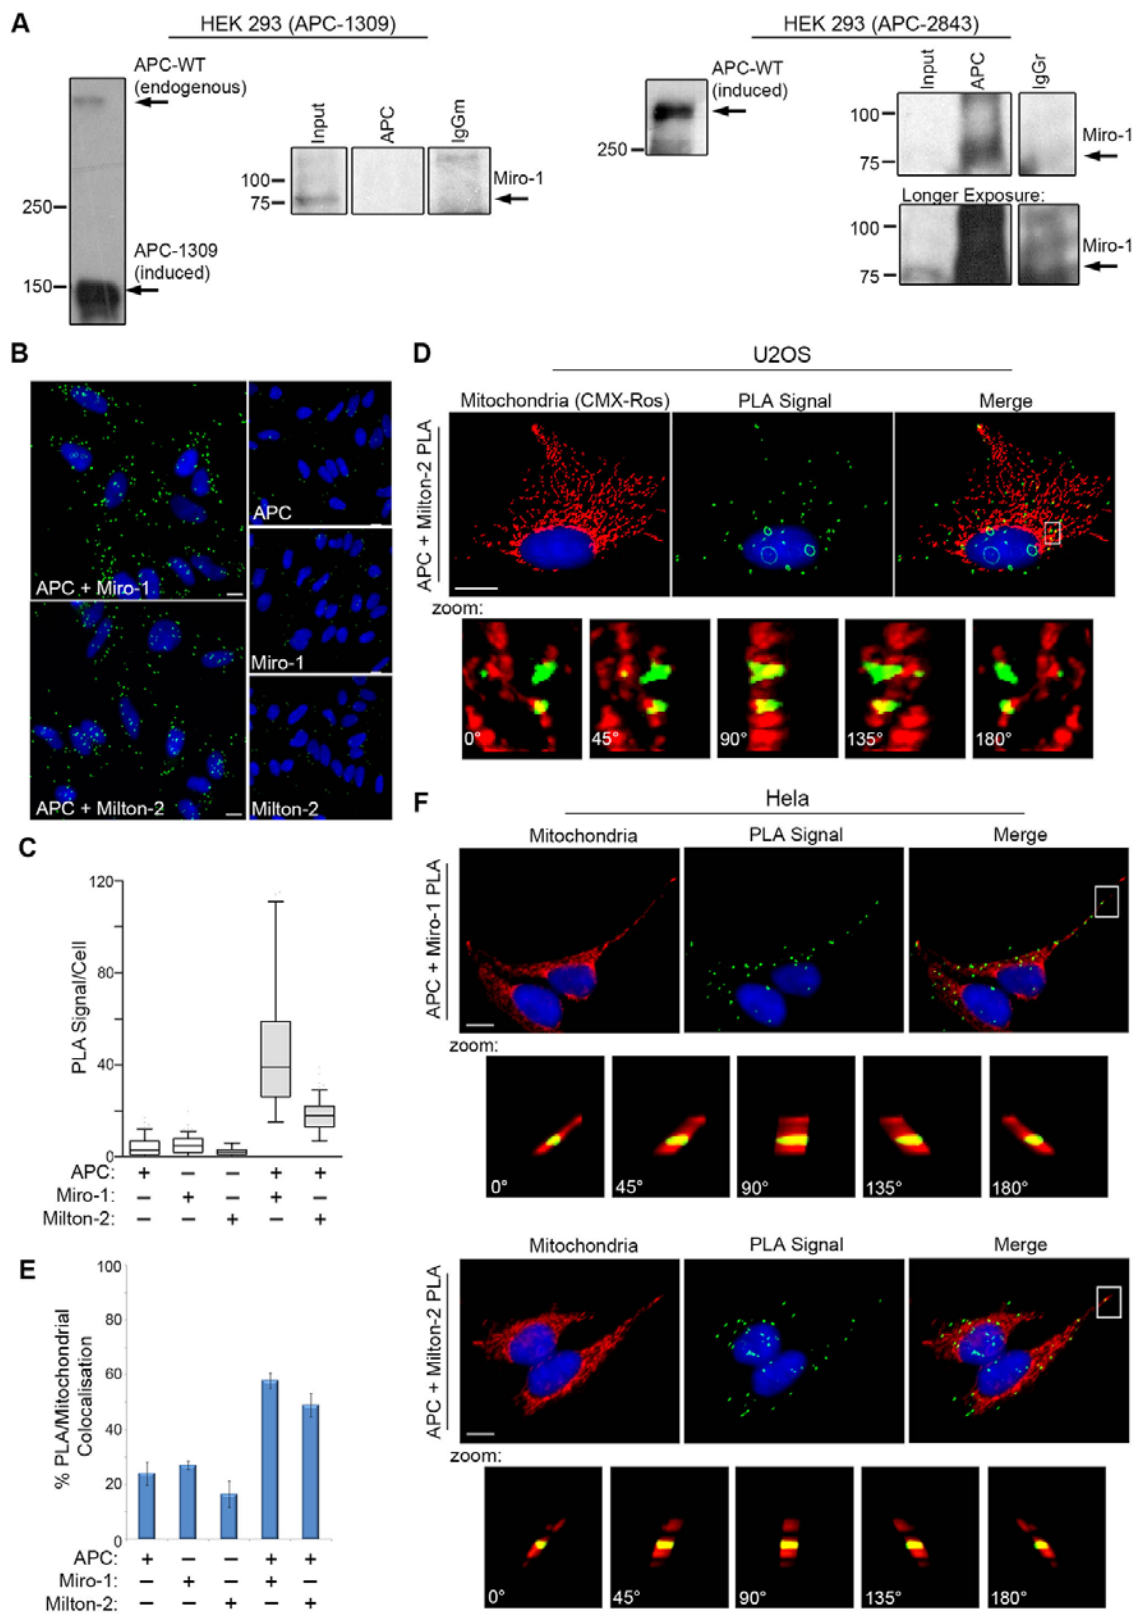 A
HEK 293 (APC-1309)
APC-WT
(endogenous)
250
APC-1309
(induced)
150
Input
APC
IgGm
100
75
Miro-1
HEK 293 (APC-2843)
APC-WT
(induced)
250
Input
APC
IgGr
100
75
Miro-1
Longer Exposure:
100
75
Miro-1
B
APC + Miro-1
APC + Milton-2
APC
Miro-1
Milton-2
C
PLA Signal/Cell
120
80
40
0
APC: + – – + +
Miro-1: – + – + –
Milton-2: – – + – +
D
U2OS
Mitochondria (CMX-Ros)
PLA Signal
Merge
APC + Milton-2 PLA
zoom:
0°
45°
90°
135°
180°
E
% PLA/Mitochondrial
Colocalisation
100
80
60
40
20
0
APC: + – – + +
Miro-1: – + – + –
Milton-2: – – + – +
F
Hela
Mitochondria
PLA Signal
Merge
APC + Miro-1 PLA
zoom:
0°
45°
90°
135°
180°
Mitochondria
PLA Signal
Merge
APC + Milton-2 PLA
zoom:
0°
45°
90°
135°
180°